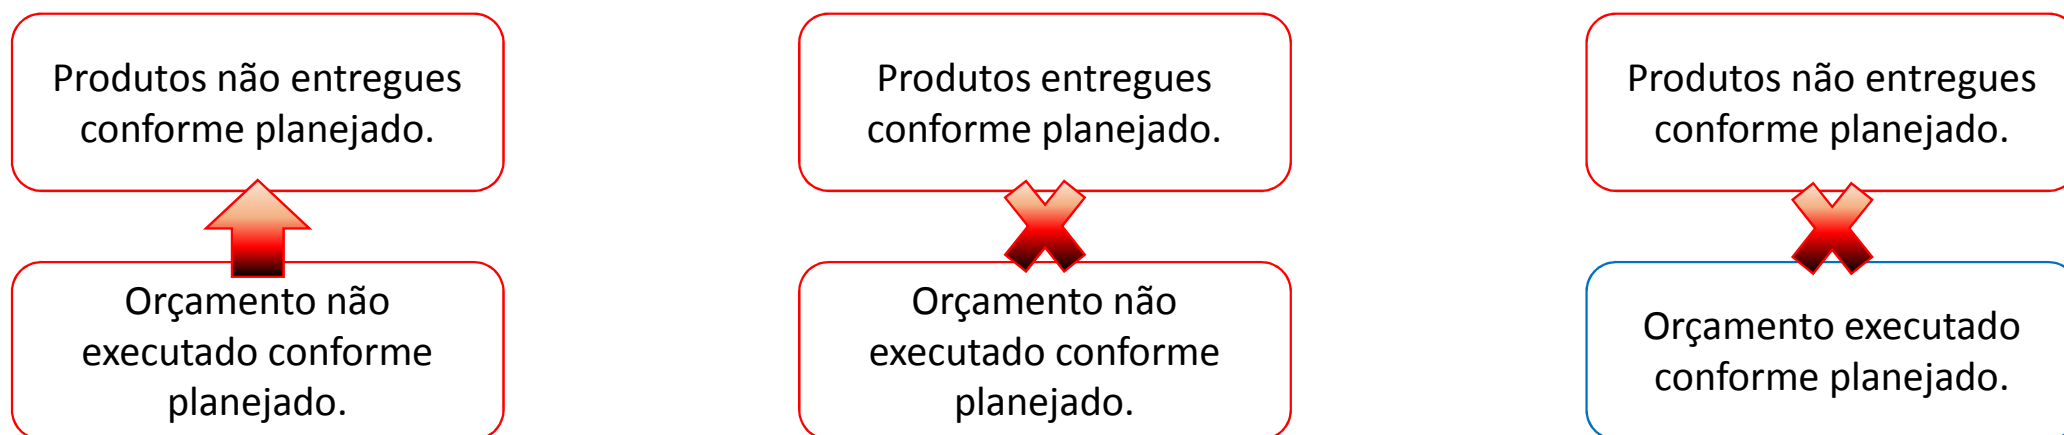 Produtos não entregues
conforme planejado.
Orçamento não
executado conforme
planejado.
Produtos entregues
conforme planejado.
Orçamento não
executado conforme
planejado.
Produtos não entregues
conforme planejado.
Orçamento executado
conforme planejado.